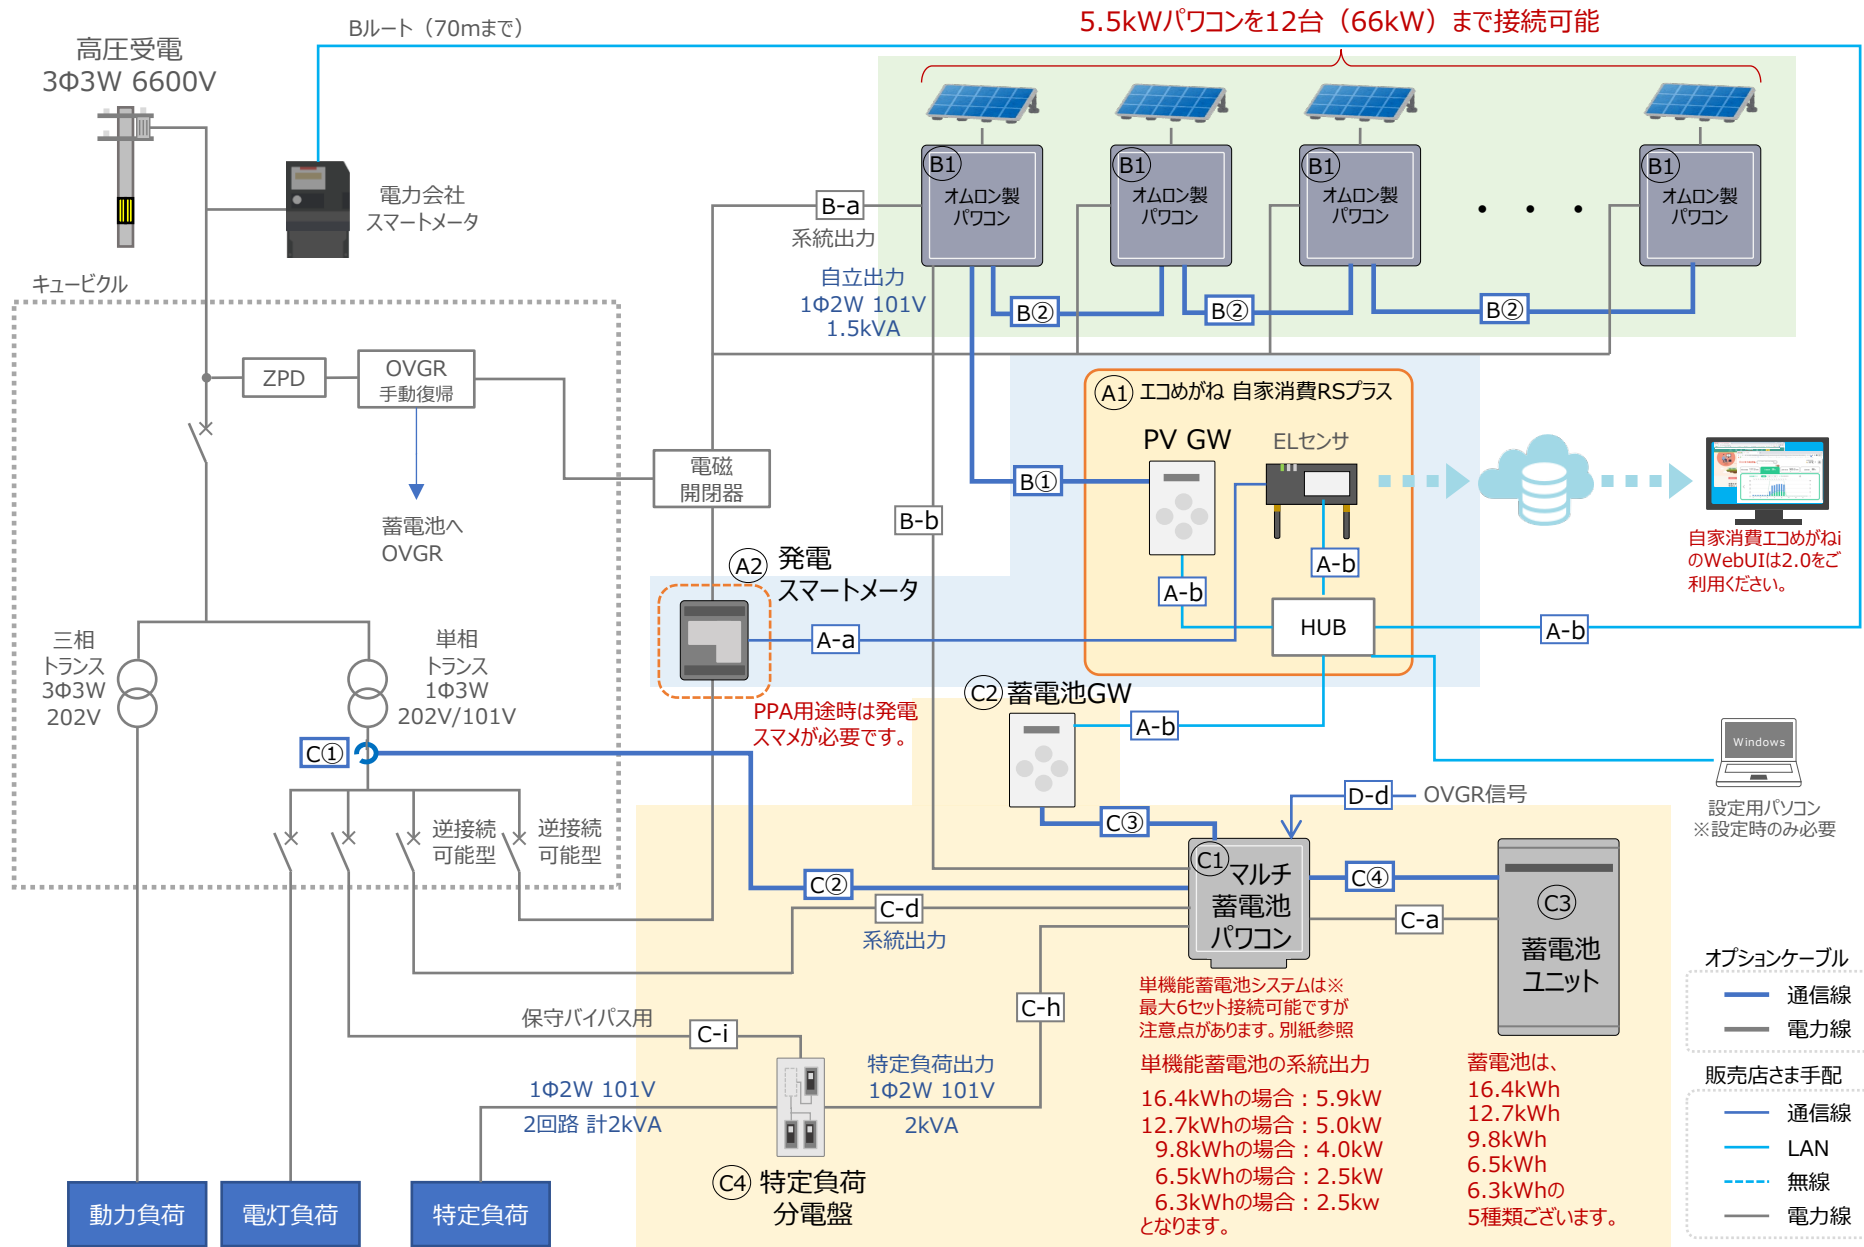 5.5kWパワコンを12台（66kW）まで接続可能
Bルート（70mまで）
高圧受電
3Φ3W 6600V
電力会社
スマートメータ
B1
オムロン製
パワコン
B1
オムロン製
パワコン
B1
オムロン製
パワコン
・・・
B1
オムロン製
パワコン
B-a
系統出力
自立出力
1Φ2W 101V
1.5kVA
B②
B②
B②
キュービクル
ZPD
OVGR
手動復帰
蓄電池へ
OVGR
電磁
開閉器
A1 エコめがね 自家消費RSプラス
PV GW
ELセンサ
B①
B-b
A-b
A-b
HUB
A-b
自家消費エコめがねi
のWebUIは2.0をご
利用ください。
A2 発電
スマートメータ
A-a
PPA用途時は発電
スマメが必要です。
三相
トランス
3Φ3W
202V
単相
トランス
1Φ3W
202V/101V
C①
C2 蓄電池GW
A-b
Windows
設定用パソコン
※設定時のみ必要
D-d
OVGR信号
C③
逆接続
可能型
逆接続
可能型
C②
C1
マルチ
蓄電池
パワコン
C④
C-a
C3
蓄電池
ユニット
C-d
系統出力
C-h
単機能蓄電池システムは※
最大6セット接続可能ですが
注意点があります。別紙参照
保守バイパス用
C-i
1Φ2W 101V
2回路 計2kVA
特定負荷出力
1Φ2W 101V
2kVA
C4 特定負荷
分電盤
単機能蓄電池の系統出力
16.4kWhの場合：5.9kW
12.7kWhの場合：5.0kW
9.8kWhの場合：4.0kW
6.5kWhの場合：2.5kW
6.3kWhの場合：2.5kw
となります。
蓄電池は、
16.4kWh
12.7kWh
9.8kWh
6.5kWh
6.3kWhの
5種類ございます。
オプションケーブル
通信線
電力線
販売店さま手配
通信線
LAN
無線
電力線
動力負荷
電灯負荷
特定負荷